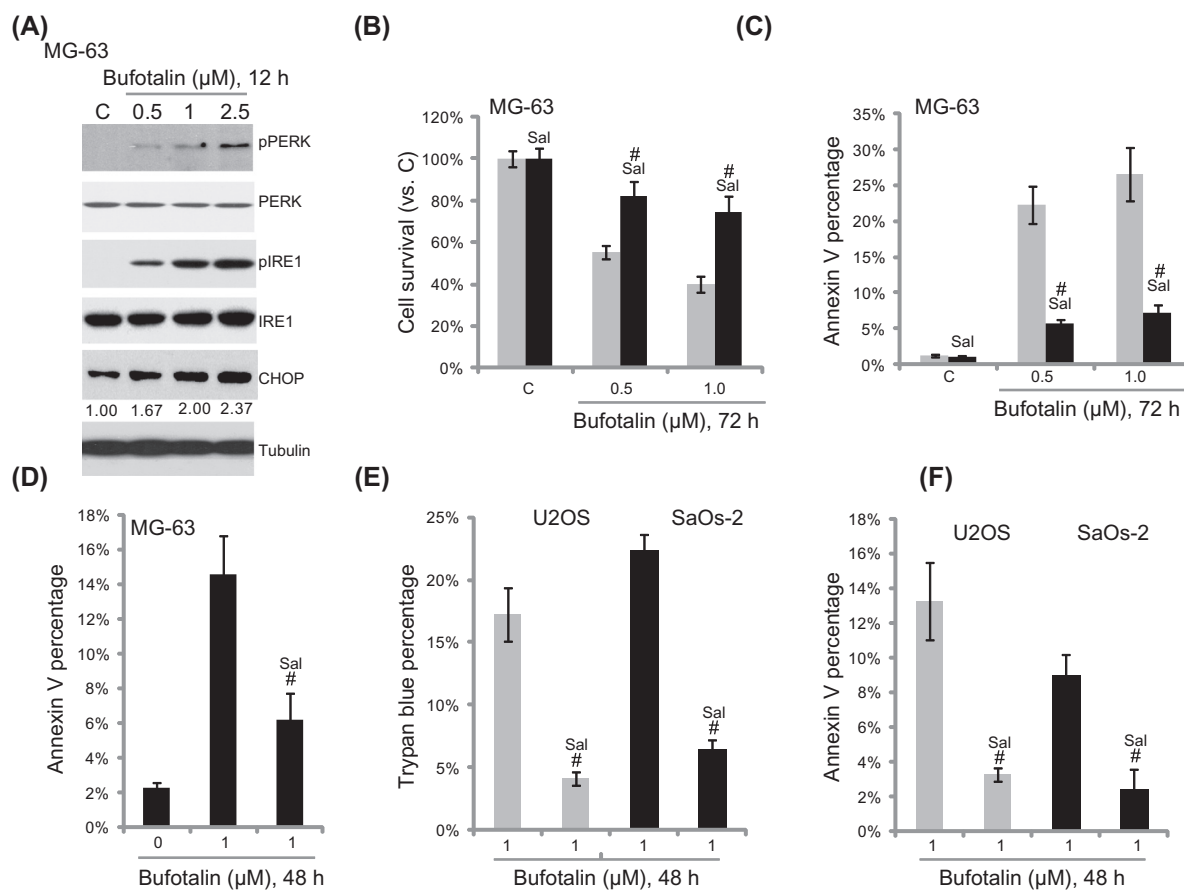 (A)
MG-63
Bufotalin (µM), 12 h
C 0.5 1 2.5
pPERK
PERK
pIRE1
IRE1
CHOP
1.00 1.67 2.00 2.37
Tubulin
(B)
MG-63
120%
100%
80%
60%
40%
20%
0%
Cell survival (vs. C)
Sal
#
Sal
#
Sal
C 0.5 1.0
Bufotalin (µM), 72 h
(C)
MG-63
35%
30%
25%
20%
15%
10%
5%
0%
Annexin V percentage
Sal
#
Sal
#
Sal
C 0.5 1.0
Bufotalin (µM), 72 h
(D)
MG-63
18%
16%
14%
12%
10%
8%
6%
4%
2%
0%
Annexin V percentage
Sal
#
0 1 1
Bufotalin (µM), 48 h
(E)
U2OS SaOs-2
25%
20%
15%
10%
5%
0%
Trypan blue percentage
Sal
#
Sal
#
1 1 1 1
Bufotalin (µM), 48 h
(F)
U2OS SaOs-2
18%
16%
14%
12%
10%
8%
6%
4%
2%
0%
Annexin V percentage
Sal
#
Sal
#
1 1 1 1
Bufotalin (µM), 48 h